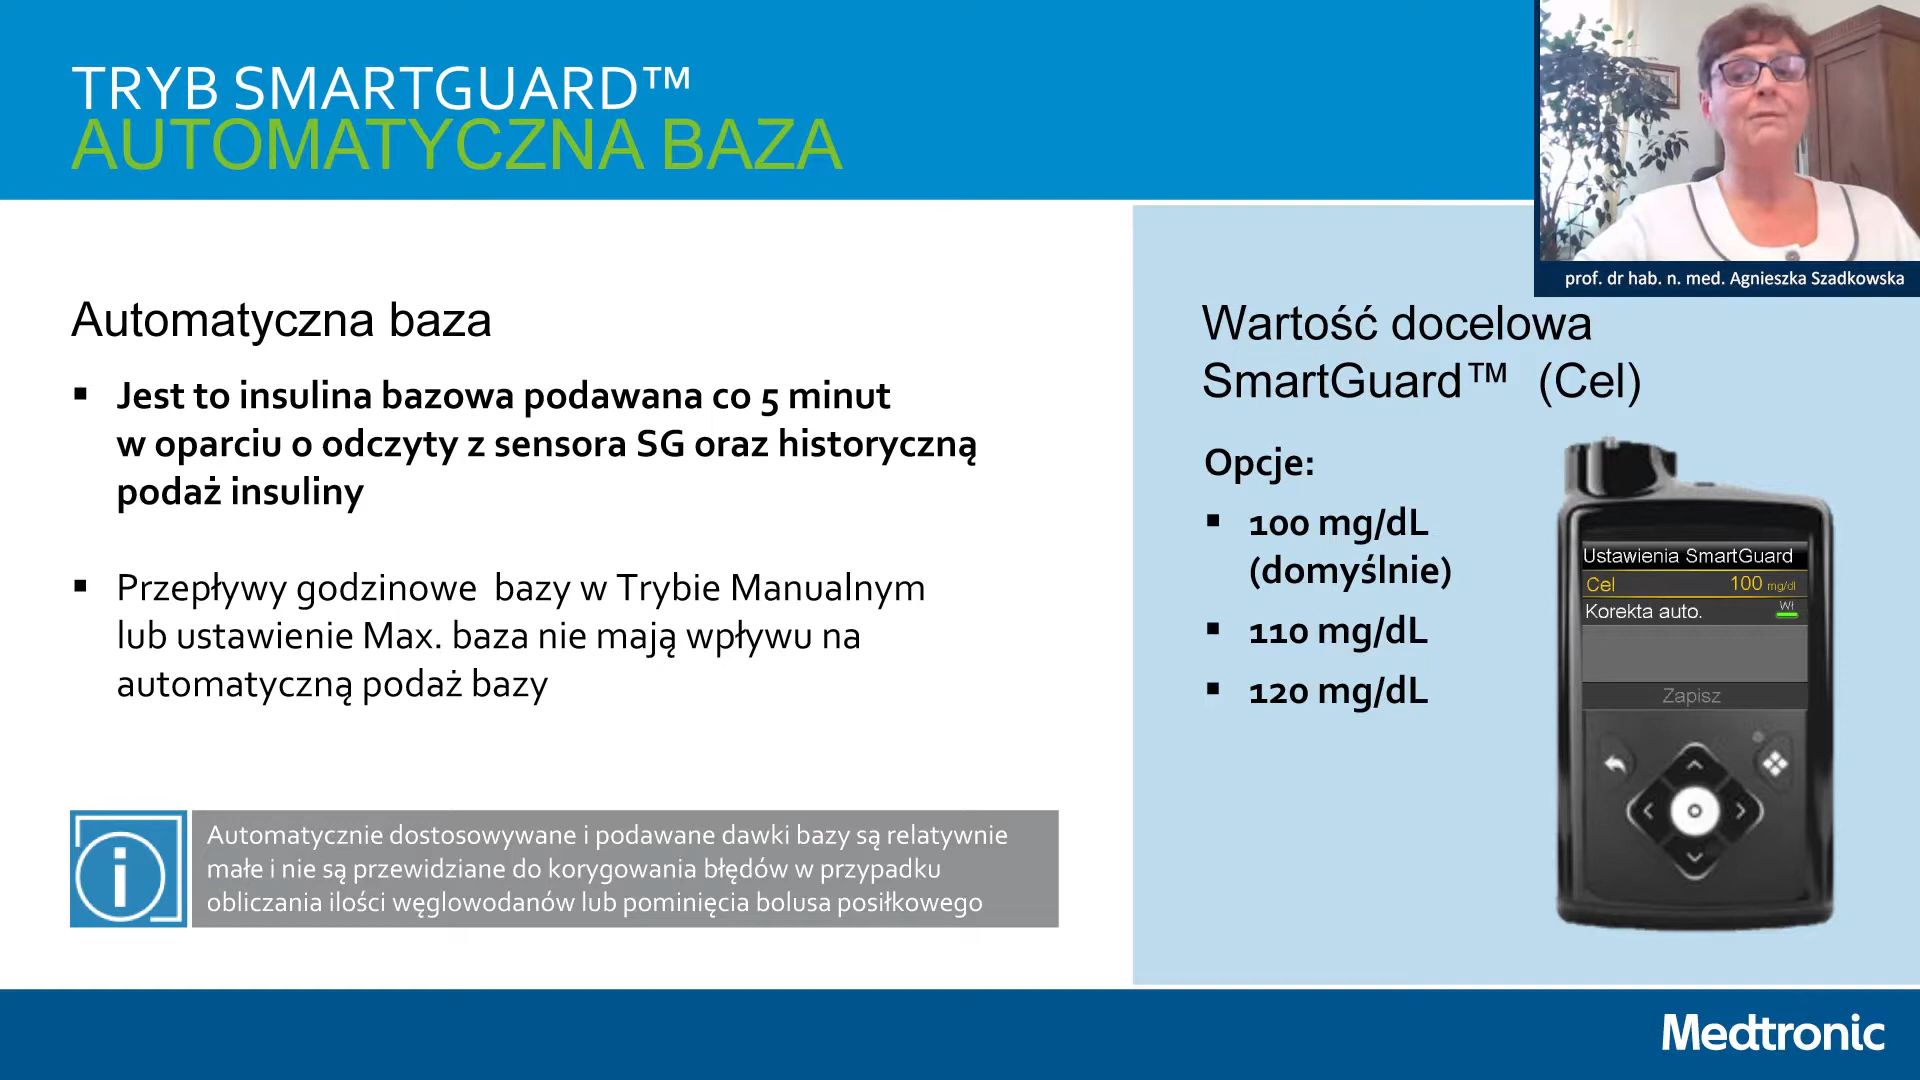 TRYB SMARTGUARD™
AUTOMATYCZNA BAZA
prof. dr hab. n. med. Agnieszka Szadkowska
Automatyczna baza
▪ Jest to insulina bazowa podawana co 5 minut
w oparciu o odczyty z sensora SG oraz historyczną
podaż insuliny
▪ Przepływy godzinowe bazy w Trybie Manualnym
lub ustawienie Max. baza nie mają wpływu na
automatyczną podaż bazy
i
Automatycznie dostosowywane i podawane dawki bazy są relatywnie
małe i nie są przewidziane do korygowania błędów w przypadku
obliczania ilości węglowodanów lub pominięcia bolusa posiłkowego
Wartość docelowa
SmartGuard™ (Cel)
Opcje:
▪ 100 mg/dL
(domyślnie)
▪ 110 mg/dL
▪ 120 mg/dL
Ustawienia SmartGuard
Cel 100 mg/dl
Korekta auto. Wł
Zapisz
Medtronic